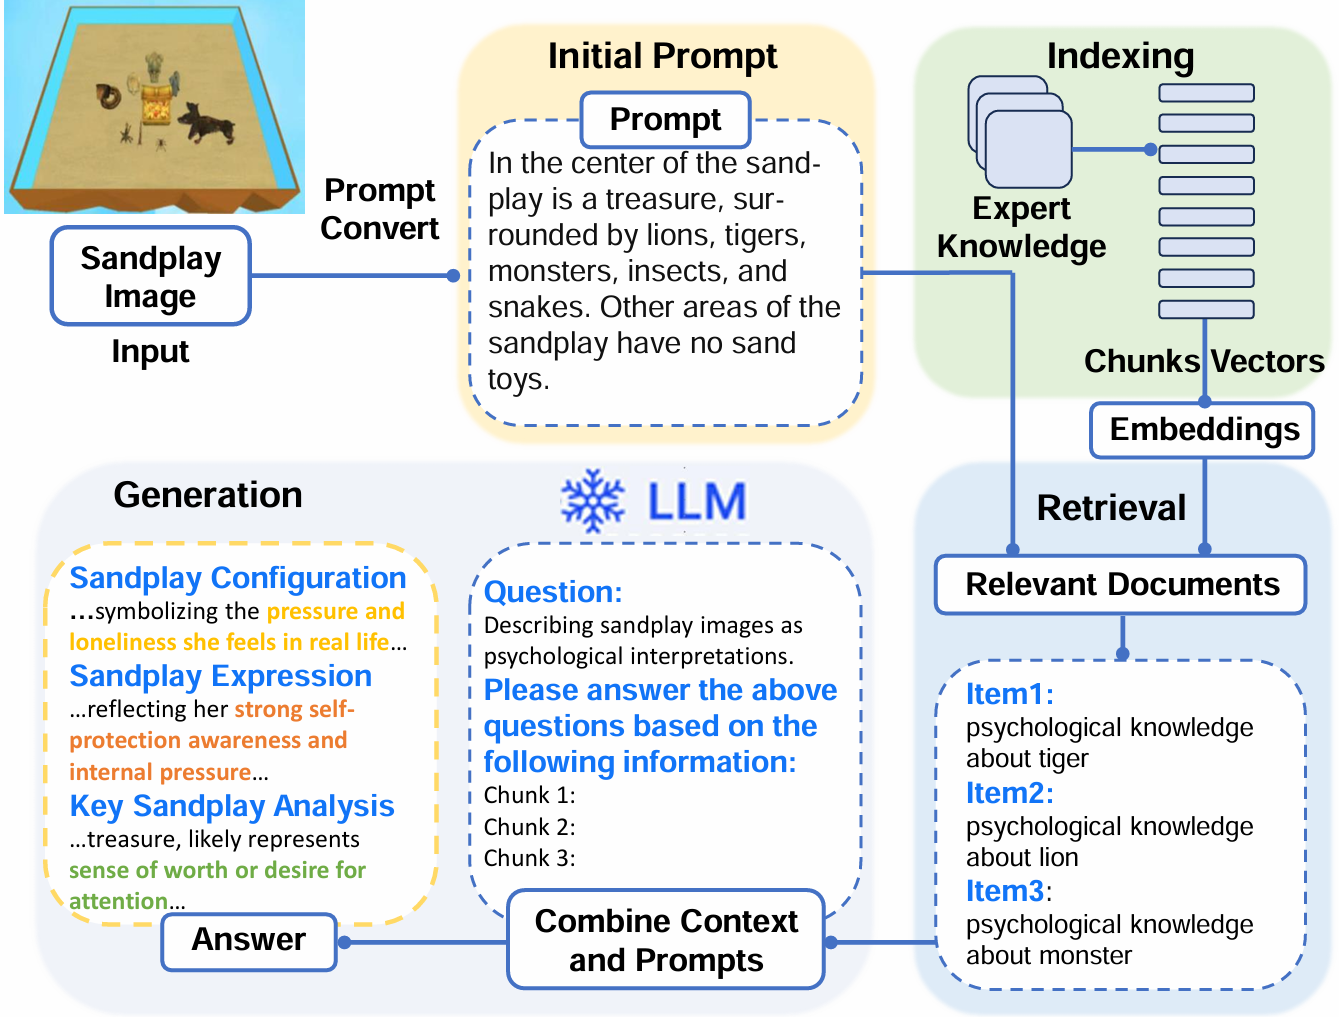 Sandplay
Image
Input
Prompt
Convert
Initial Prompt
Prompt
In the center of the sand-
play is a treasure, sur-
rounded by lions, tigers,
monsters, insects, and
snakes. Other areas of the
sandplay have no sand
toys.
Indexing
Expert
Knowledge
Chunks Vectors
Embeddings
Retrieval
Relevant Documents
Item1:
psychological knowledge
about tiger
Item2:
psychological knowledge
about lion
Item3:
psychological knowledge
about monster
Generation
LLM
Question:
Describing sandplay images as
psychological interpretations.
Please answer the above
questions based on the
following information:
Chunk 1:
Chunk 2:
Chunk 3:
Combine Context
and Prompts
Sandplay Configuration
...symbolizing the pressure and
loneliness she feels in real life...
Sandplay Expression
...reflecting her strong self-
protection awareness and
internal pressure...
Key Sandplay Analysis
...treasure, likely represents
sense of worth or desire for
attention...
Answer